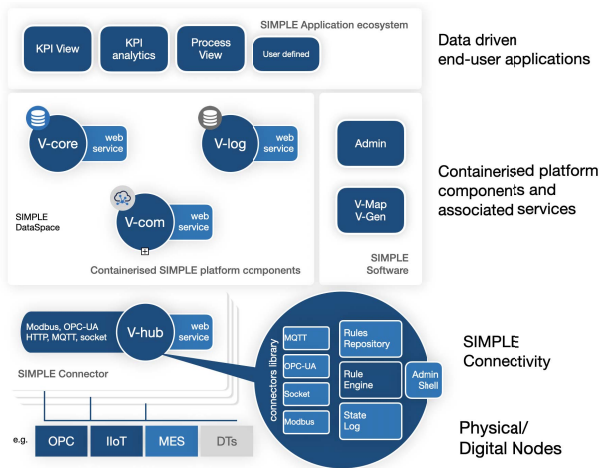 SIMPLE Application ecosystem
KPI View
KPI
analytics
Process
View
User defined
Data driven
end-user applications
V-core
web
service
V-log
web
service
Admin
V-com
web
service
V-Map
V-Gen
SIMPLE
DataSpace
Containerised SIMPLE platform components
SIMPLE
Software
Containerised platform
components and
associated services
Modbus, OPC-UA
HTTP, MQTT, socket
V-hub
web
service
SIMPLE Connector
connectors library
MQTT
OPC-UA
Socket
Modbus
Rules
Repository
Rule
Engine
State
Log
Admin
Shell
SIMPLE
Connectivity
e.g.
OPC
IIoT
MES
DTs
Physical/
Digital Nodes